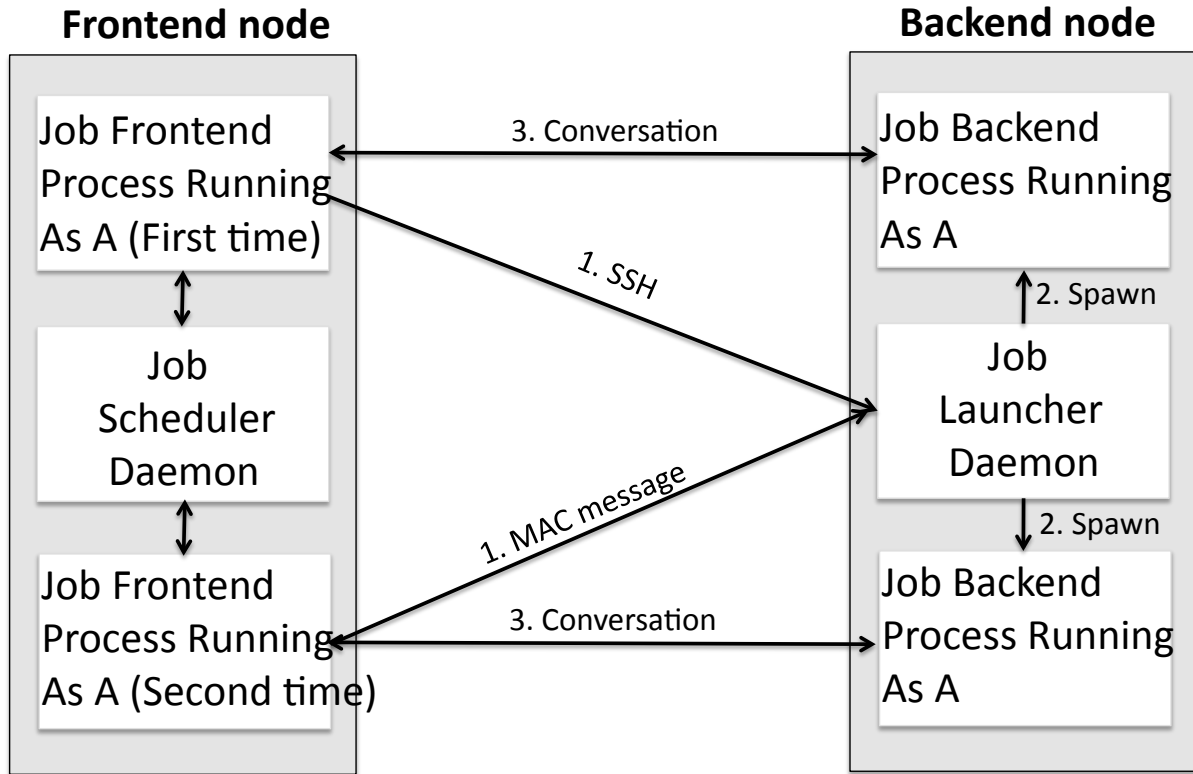 Frontend node
Backend node
Job Frontend
Process Running
As A (First time)
3. Conversation
Job Backend
Process Running
As A
1. SSH
2. Spawn
Job
Scheduler
Daemon
Job
Launcher
Daemon
1. MAC message
2. Spawn
Job Frontend
Process Running
As A (Second time)
3. Conversation
Job Backend
Process Running
As A